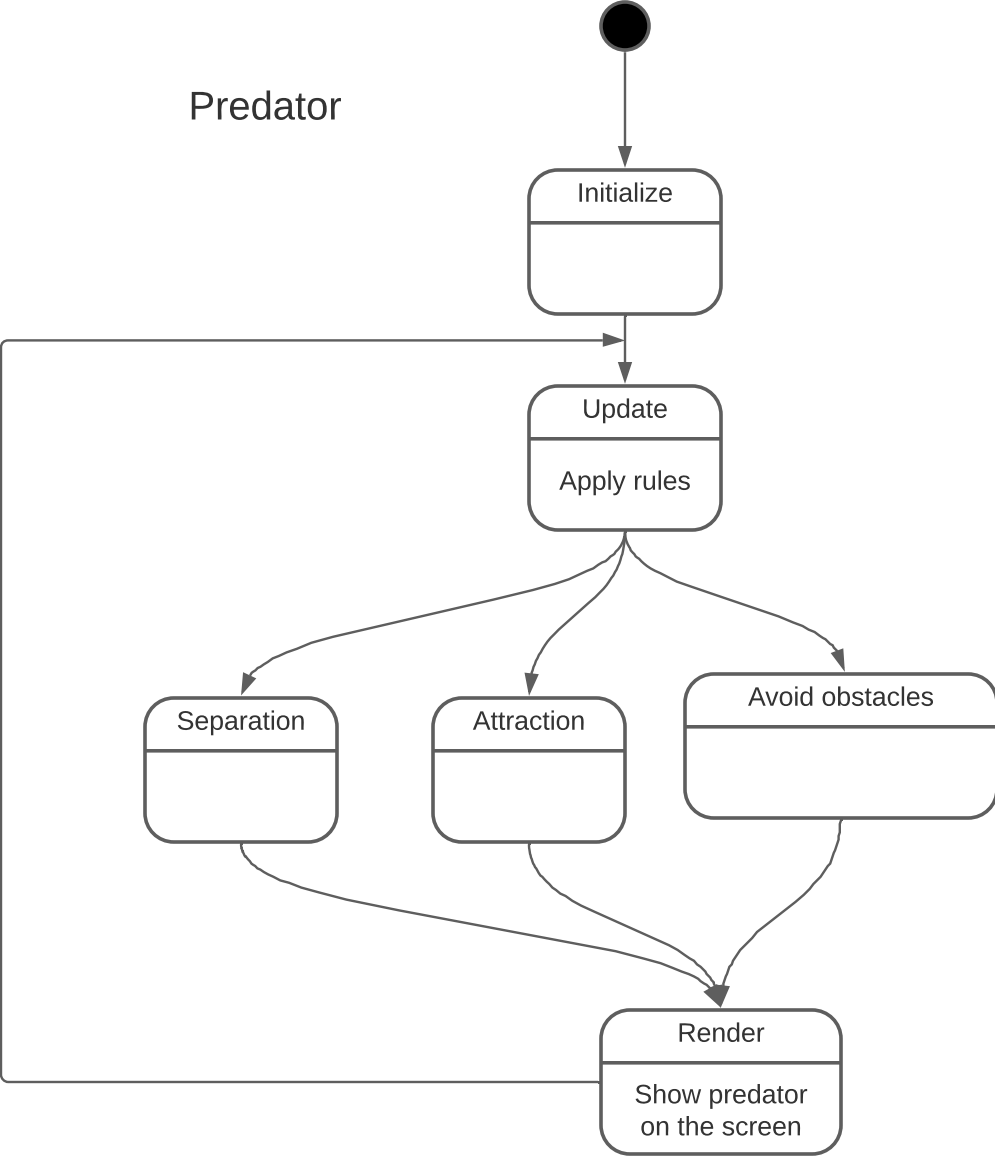 Predator
Initialize
Update
Apply rules
Separation
Attraction
Avoid obstacles
Render
Show predator
on the screen